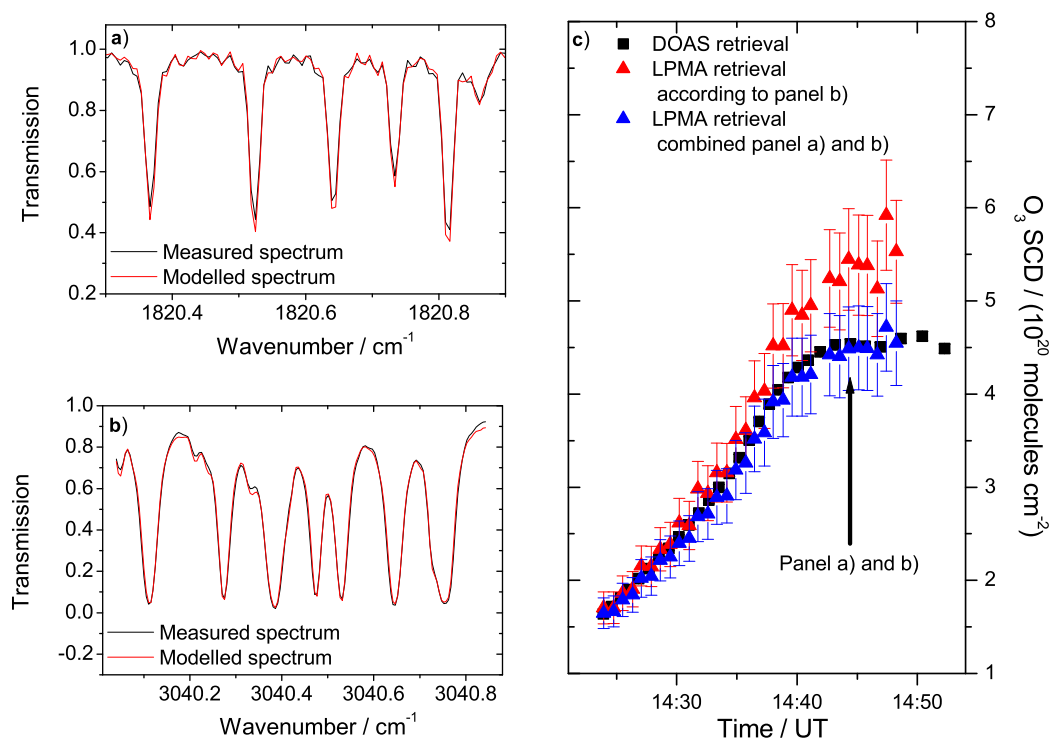 a)
1.0
0.8
0.6
0.4
0.2
Transmission
Measured spectrum
Modelled spectrum
1820.4 1820.6 1820.8
Wavenumber / cm⁻¹
b)
1.0
0.8
0.6
0.4
0.2
0.0
-0.2
Transmission
Measured spectrum
Modelled spectrum
3040.2 3040.4 3040.6 3040.8
Wavenumber / cm⁻¹
c)
DOAS retrieval
LPMA retrieval
according to panel b)
LPMA retrieval
combined panel a) and b)
Panel a) and b)
8
7
6
5
4
3
2
1
O₃ SCD / (10²⁰ molecules cm⁻²)
14:30 14:40 14:50
Time / UT